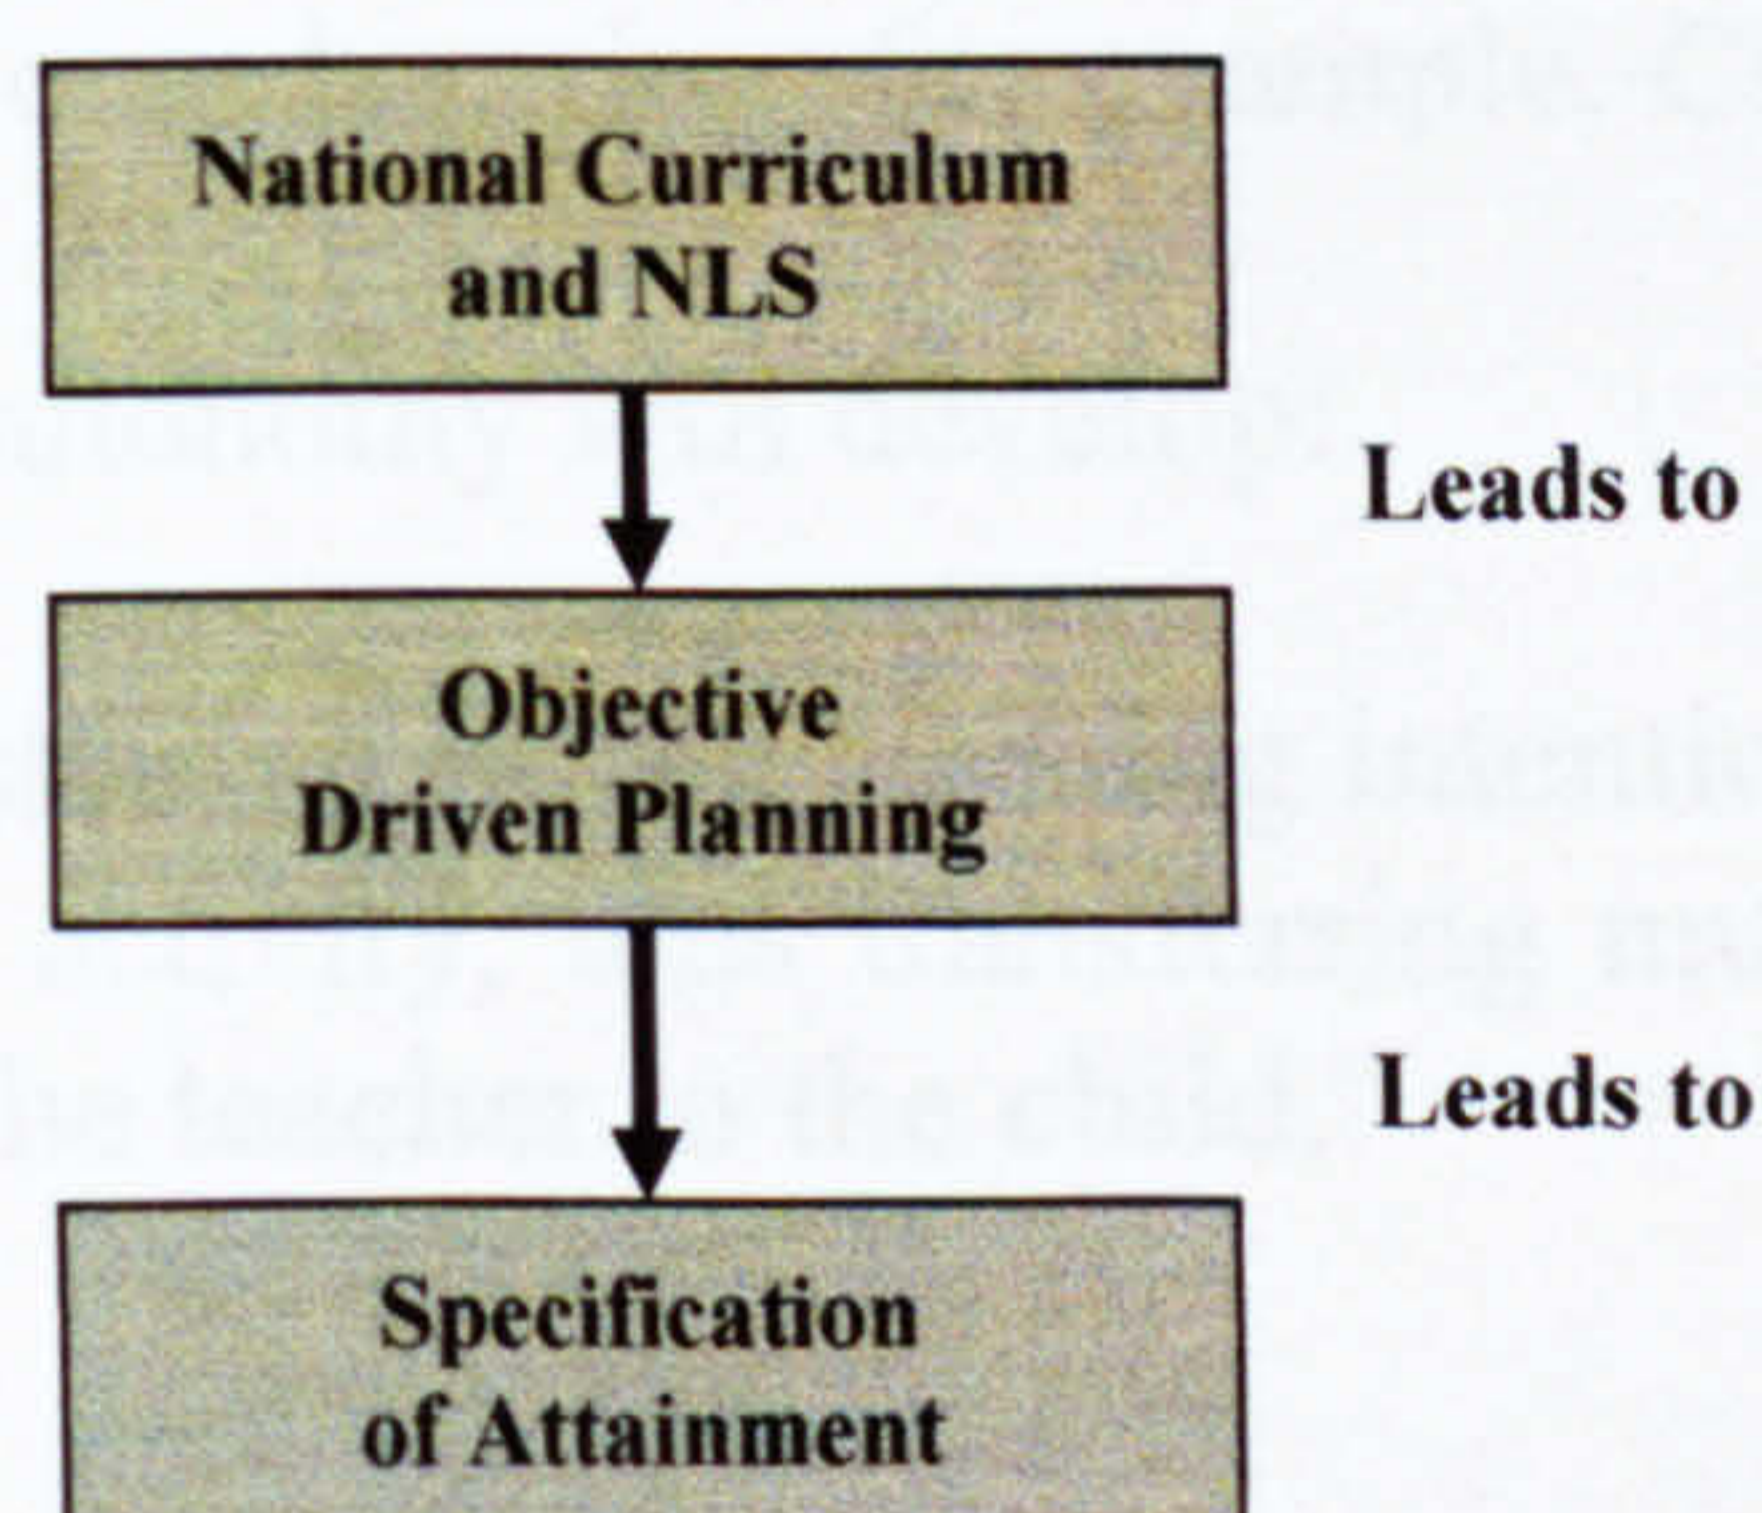 National Curriculum
and NLS
Leads to
Objective
Driven Planning
Leads to
Specification
of Attainment